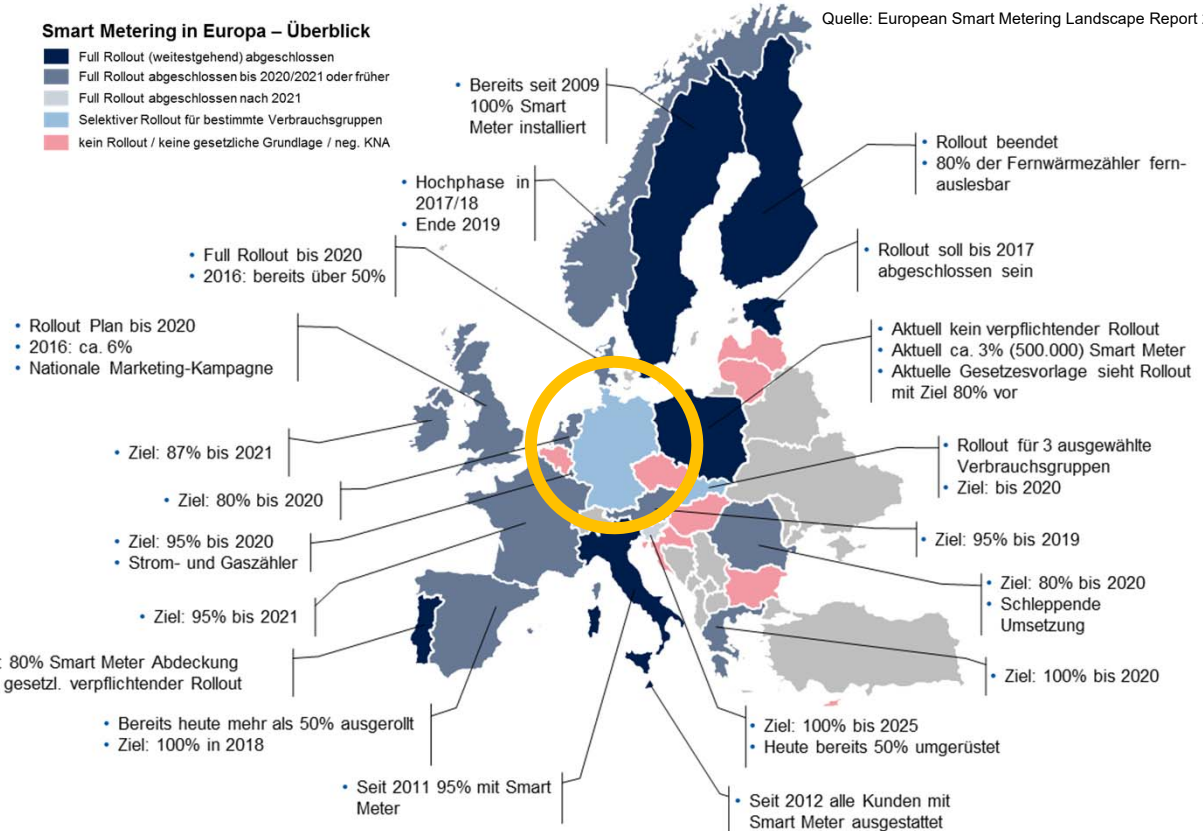 Quelle: European Smart Metering Landscape Report
Smart Metering in Europa – Überblick
Full Rollout (weitestgehend) abgeschlossen
Full Rollout abgeschlossen bis 2020/2021 oder früher
Full Rollout abgeschlossen nach 2021
Selektiver Rollout für bestimmte Verbrauchsgruppen
kein Rollout / keine gesetzliche Grundlage / neg. KNA
• Bereits seit 2009
100% Smart
Meter installiert
• Rollout beendet
• 80% der Fernwärmezähler fern-
auslesbar
• Hochphase in
2017/18
• Ende 2019
• Full Rollout bis 2020
• 2016: bereits über 50%
• Rollout soll bis 2017
abgeschlossen sein
• Rollout Plan bis 2020
• 2016: ca. 6%
• Nationale Marketing-Kampagne
• Aktuell kein verpflichtender Rollout
• Aktuell ca. 3% (500.000) Smart Meter
• Aktuelle Gesetzesvorlage sieht Rollout
mit Ziel 80% vor
• Ziel: 87% bis 2021
• Rollout für 3 ausgewählte
Verbrauchsgruppen
• Ziel: bis 2020
• Ziel: 80% bis 2020
• Ziel: 95% bis 2020
• Strom- und Gaszähler
• Ziel: 95% bis 2019
• Ziel: 95% bis 2021
• Ziel: 80% bis 2020
• Schleppende
Umsetzung
: 80% Smart Meter Abdeckung
gesetzl. verpflichtender Rollout
• Ziel: 100% bis 2020
• Bereits heute mehr als 50% ausgerollt
• Ziel: 100% in 2018
• Ziel: 100% bis 2025
• Heute bereits 50% umgerüstet
• Seit 2011 95% mit Smart
Meter
• Seit 2012 alle Kunden mit
Smart Meter ausgestattet